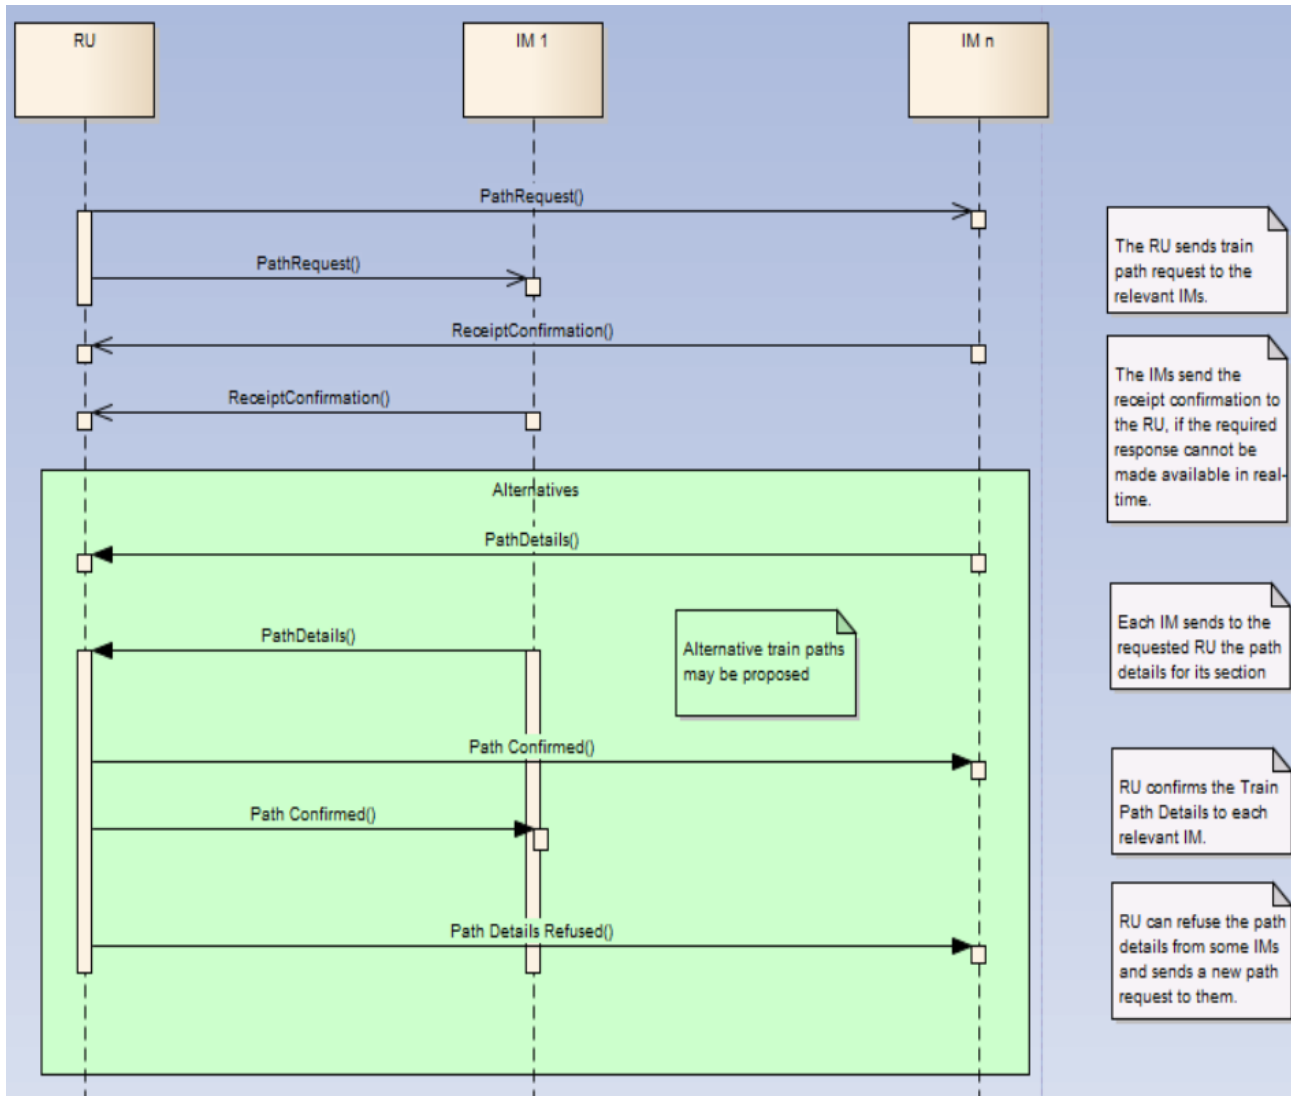 RU
IM 1
IM n
PathRequest()
The RU sends train
path request to the
relevant IMs.
PathRequest()
ReceiptConfirmation()
ReceiptConfirmation()
The IMs send the
receipt confirmation to
the RU, if the required
response cannot be
made available in real-
time.
Alternatives
PathDetails()
PathDetails()
Alternative train paths
may be proposed
Each IM sends to the
requested RU the path
details for its section
Path Confirmed()
Path Confirmed()
RU confirms the Train
Path Details to each
relevant IM.
Path Details Refused()
RU can refuse the path
details from some IMs
and sends a new path
request to them.